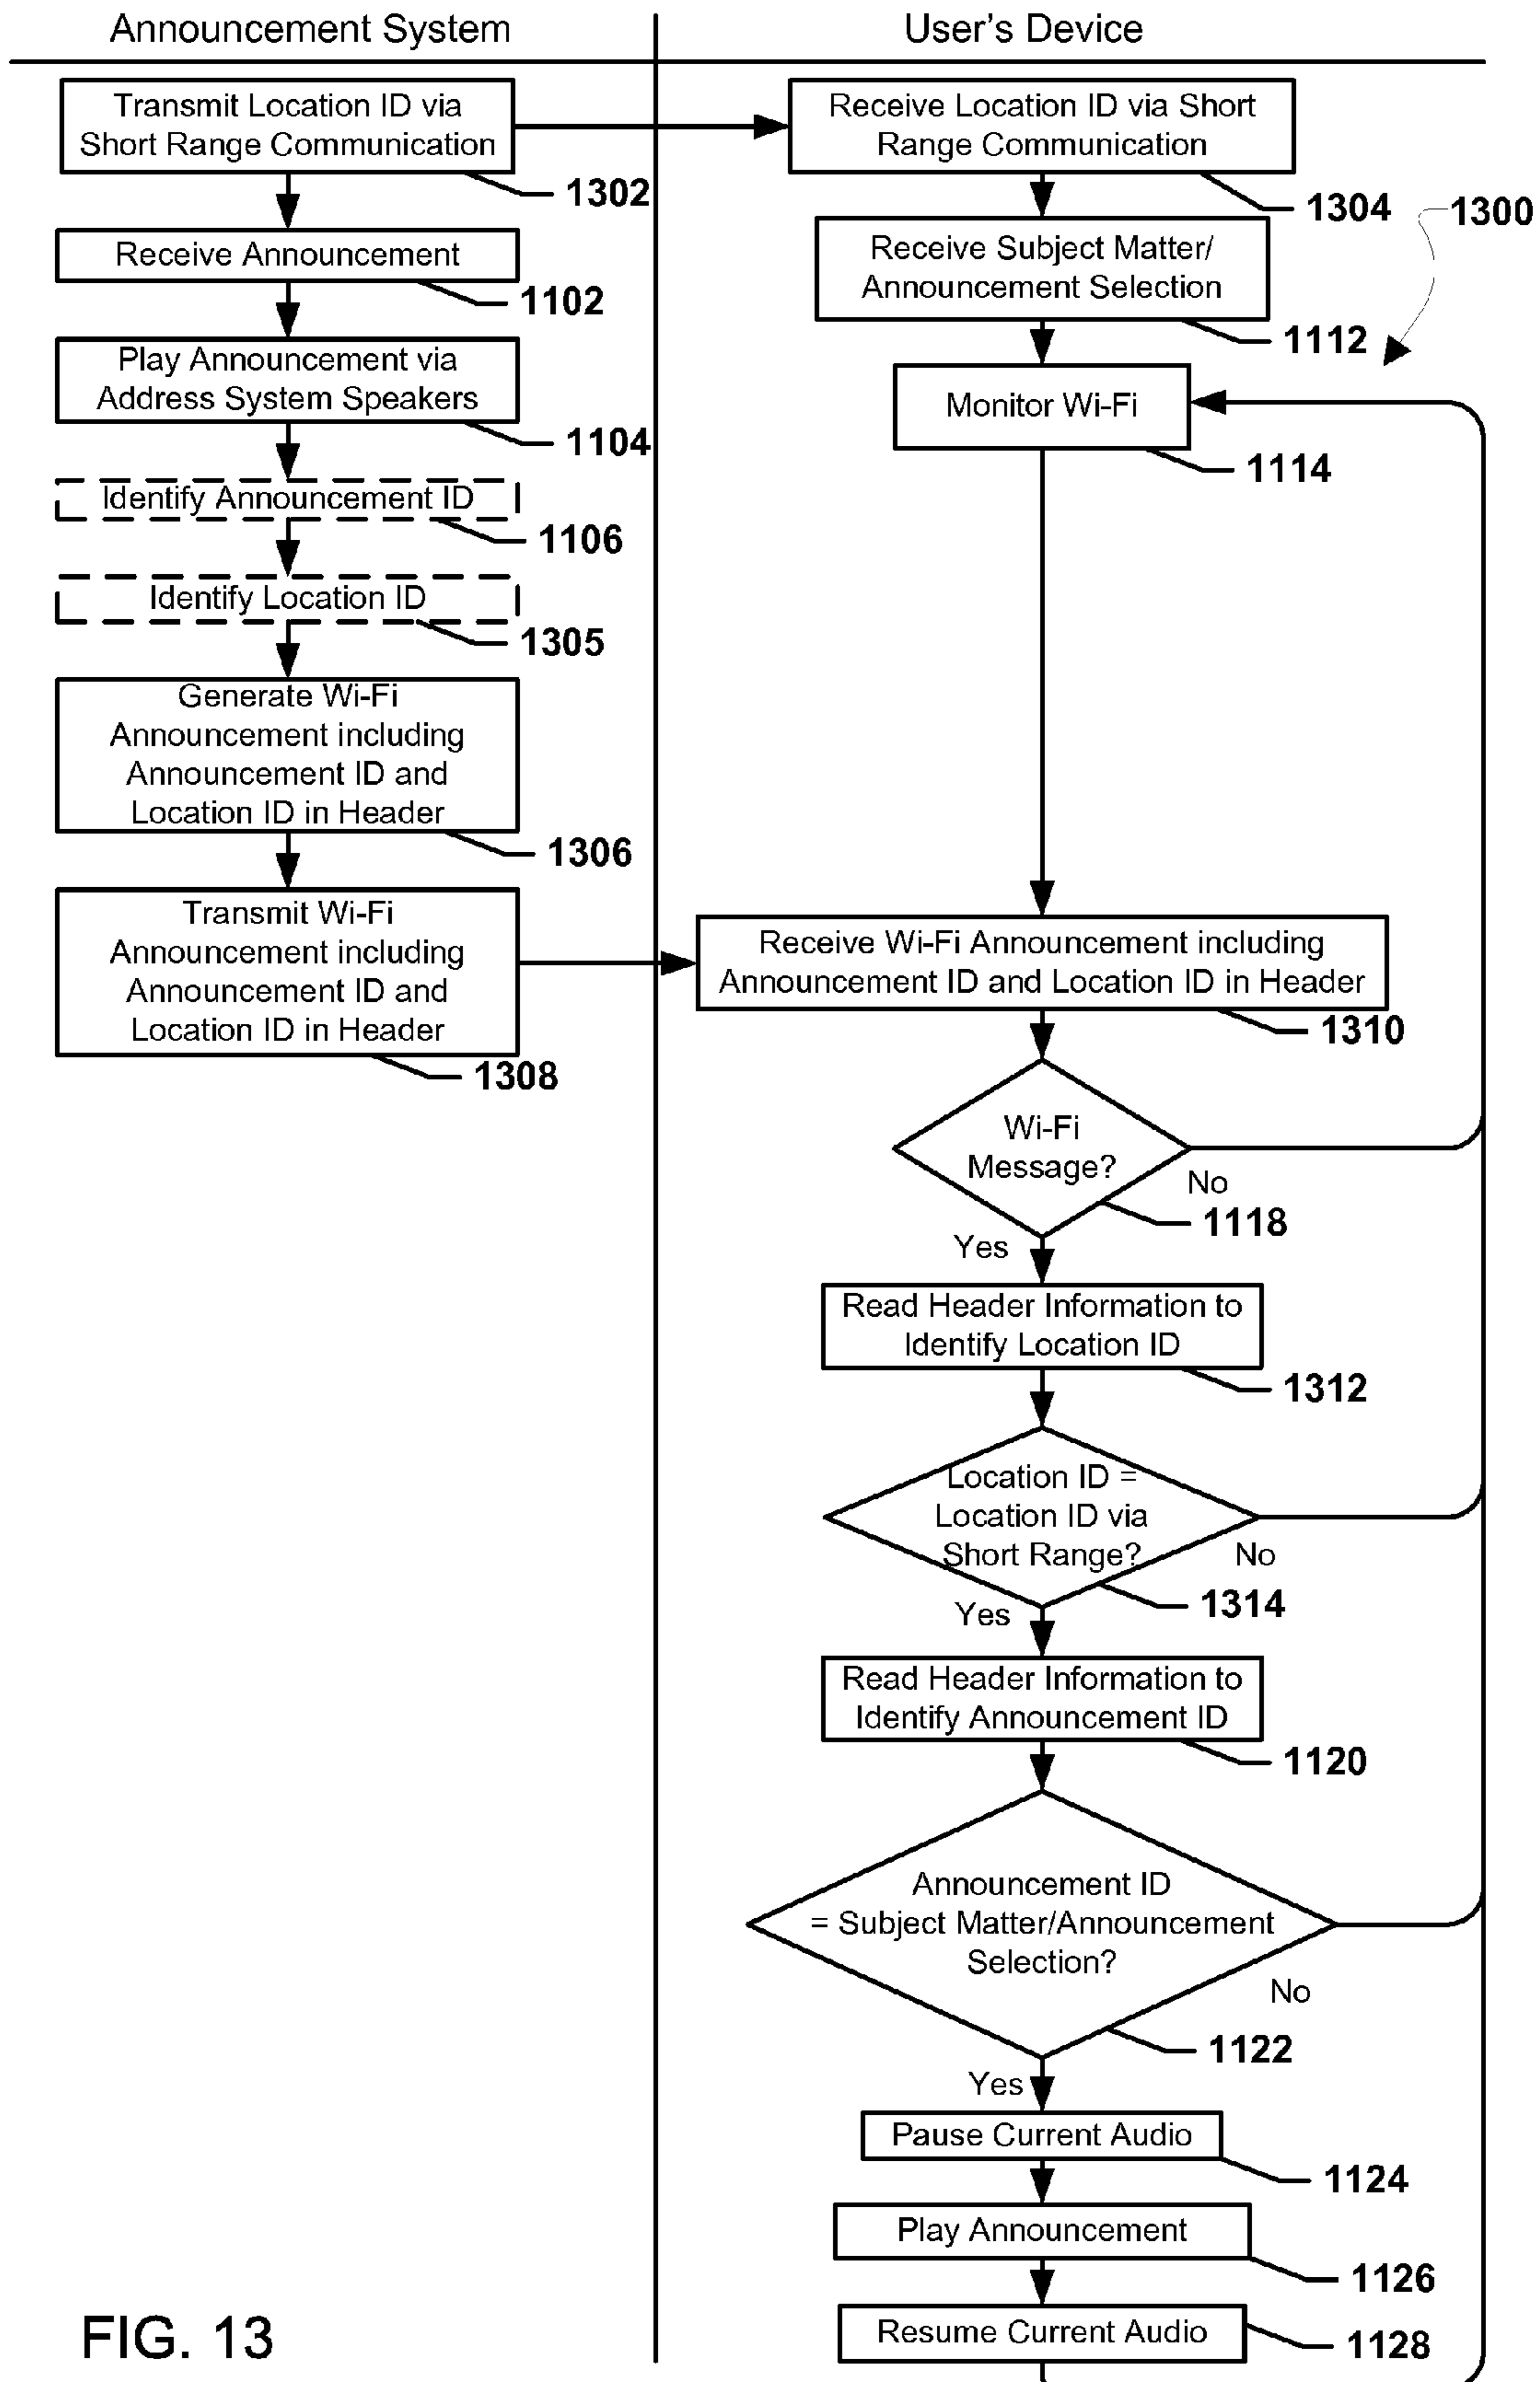 Announcement System
User's Device
Transmit Location ID via
Short Range Communication
1302
Receive Announcement
1102
Play Announcement via
Address System Speakers
1104
Identify Announcement ID
1106
Identify Location ID
1305
Generate Wi-Fi
Announcement including
Announcement ID and
Location ID in Header
1306
Transmit Wi-Fi
Announcement including
Announcement ID and
Location ID in Header
1308
Receive Location ID via Short
Range Communication
1304
1300
Receive Subject Matter/
Announcement Selection
1112
Monitor Wi-Fi
1114
Receive Wi-Fi Announcement including
Announcement ID and Location ID in Header
1310
Wi-Fi
Message?
No
1118
Yes
Read Header Information to
Identify Location ID
1312
Location ID =
Location ID via
Short Range?
No
1314
Yes
Read Header Information to
Identify Announcement ID
1120
Announcement ID
= Subject Matter/Announcement
Selection?
No
1122
Yes
Pause Current Audio
1124
Play Announcement
1126
Resume Current Audio
1128
FIG. 13